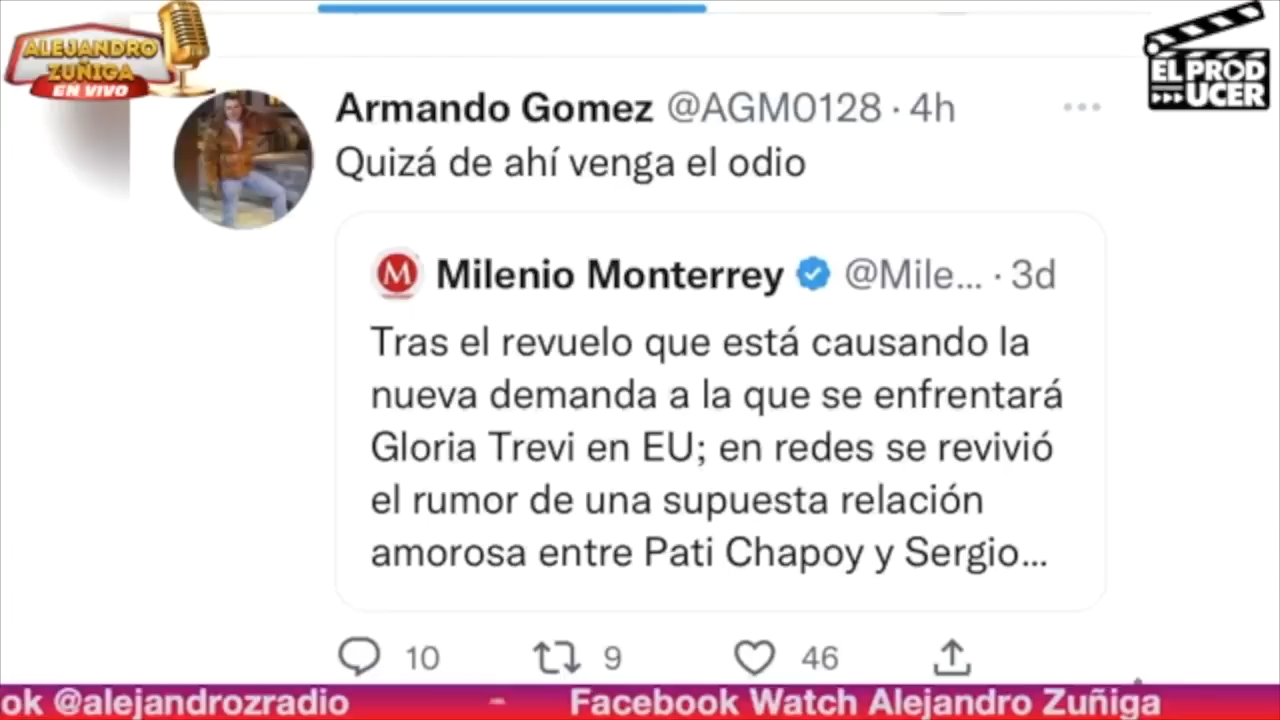 ALEJANDRO
ZUÑIGA
EN VIVO
EL PROD
UCER
Armando Gomez @AGM0128 · 4h
Quizá de ahí venga el odio
M
Milenio Monterrey @Mile... · 3d
Tras el revuelo que está causando la
nueva demanda a la que se enfrentará
Gloria Trevi en EU; en redes se revivió
el rumor de una supuesta relación
amorosa entre Pati Chapoy y Sergio...
10 9 46
ok @alejandrozradio - Facebook Watch Alejandro Zuñiga